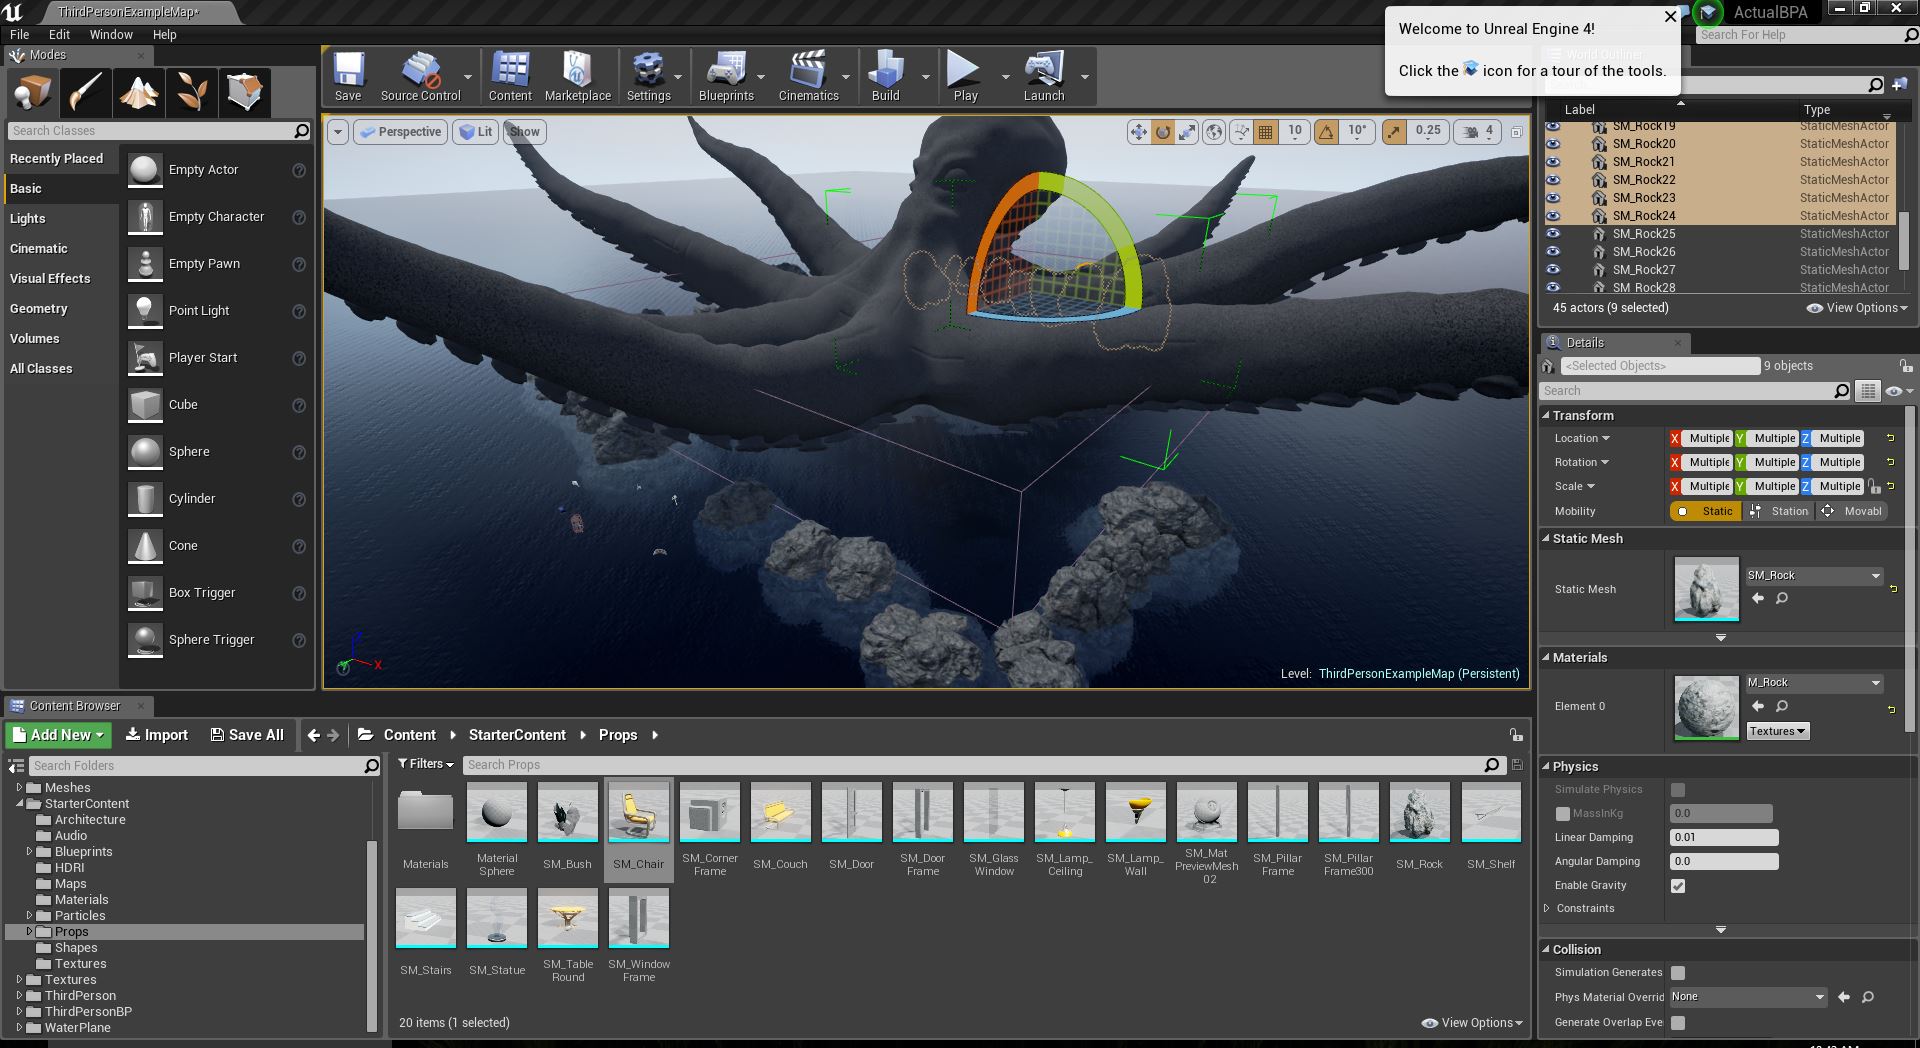 ThirdPersonExampleMap*
ActualBPA
File Edit Window Help
Search For Help
Welcome to Unreal Engine 4!
Click the icon for a tour of the tools.
Modes
Save
Source Control
Content
Marketplace
Settings
Blueprints
Cinematics
Build
Play
Launch
Search Classes
Recently Placed
Basic
Lights
Cinematic
Visual Effects
Geometry
Volumes
All Classes
Empty Actor
Empty Character
Empty Pawn
Point Light
Player Start
Cube
Sphere
Cylinder
Cone
Box Trigger
Sphere Trigger
Perspective
Lit
Show
10
10°
0.25
4
X
Level: ThirdPersonExampleMap (Persistent)
World Outliner
Label Type
SM_Rock19 StaticMeshActor
SM_Rock20 StaticMeshActor
SM_Rock21 StaticMeshActor
SM_Rock22 StaticMeshActor
SM_Rock23 StaticMeshActor
SM_Rock24 StaticMeshActor
SM_Rock25 StaticMeshActor
SM_Rock26 StaticMeshActor
SM_Rock27 StaticMeshActor
SM_Rock28 StaticMeshActor
45 actors (9 selected)
View Options
Details
<Selected Objects>
9 objects
Search
Transform
Location X Multiple Y Multiple Z Multiple
Rotation X Multiple Y Multiple Z Multiple
Scale X Multiple Y Multiple Z Multiple
Mobility Static Station Movabl
Static Mesh
Static Mesh
SM_Rock
Materials
Element 0
M_Rock
Textures
Physics
Simulate Physics
MassInKg 0.0
Linear Damping 0.01
Angular Damping 0.0
Enable Gravity
Constraints
Collision
Simulation Generates
Phys Material Overrid None
Generate Overlap Eve
Content Browser
Add New
Import
Save All
Content
StarterContent
Props
Search Folders
Filters
Search Props
Meshes
StarterContent
Architecture
Audio
Blueprints
HDRI
Maps
Materials
Particles
Props
Shapes
Textures
Textures
ThirdPerson
ThirdPersonBP
WaterPlane
Materials
Material
Sphere
SM_Bush
SM_Chair
SM_Corner
Frame
SM_Couch
SM_Door
SM_Door
Frame
SM_Glass
Window
SM_Lamp_
Ceiling
SM_Lamp_
Wall
SM_Mat
PreviewMesh
02
SM_Pillar
Frame
SM_Pillar
Frame300
SM_Rock
SM_Shelf
SM_Stairs
SM_Statue
SM_Table
Round
SM_Window
Frame
20 items (1 selected)
View Options